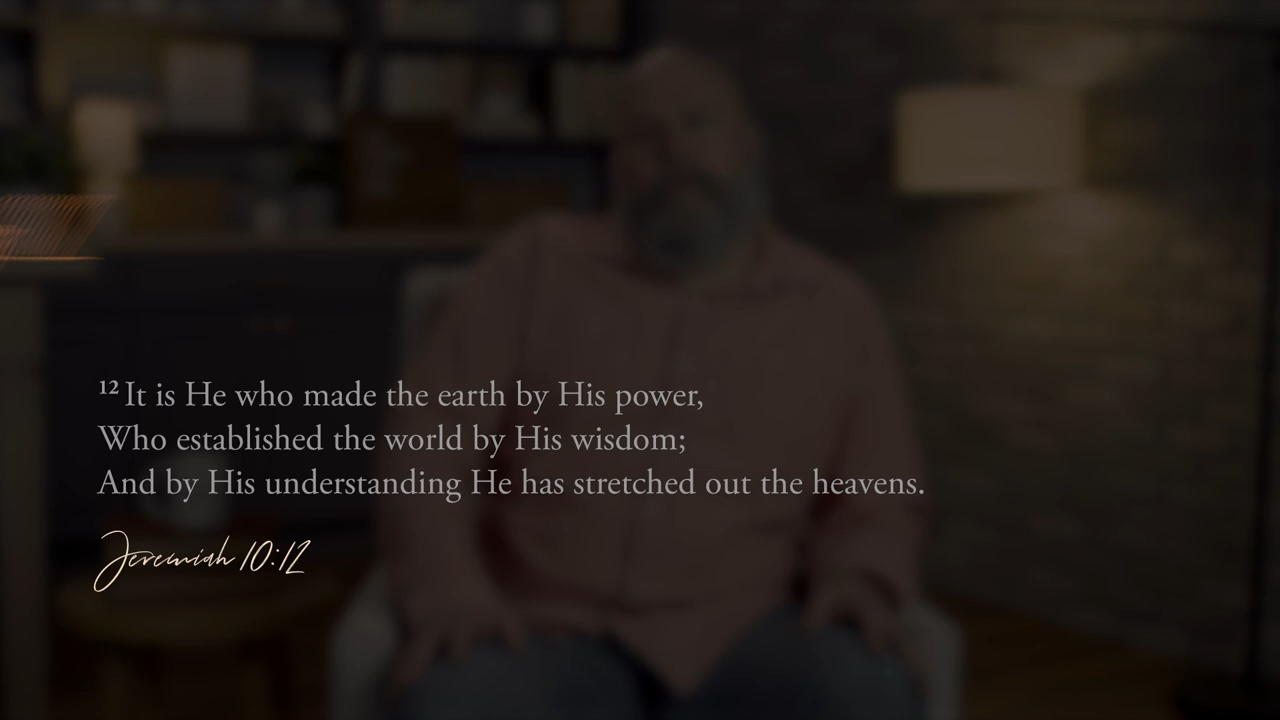 12 It is He who made the earth by His power,
Who established the world by His wisdom;
And by His understanding He has stretched out the heavens.
Jeremiah 10:12